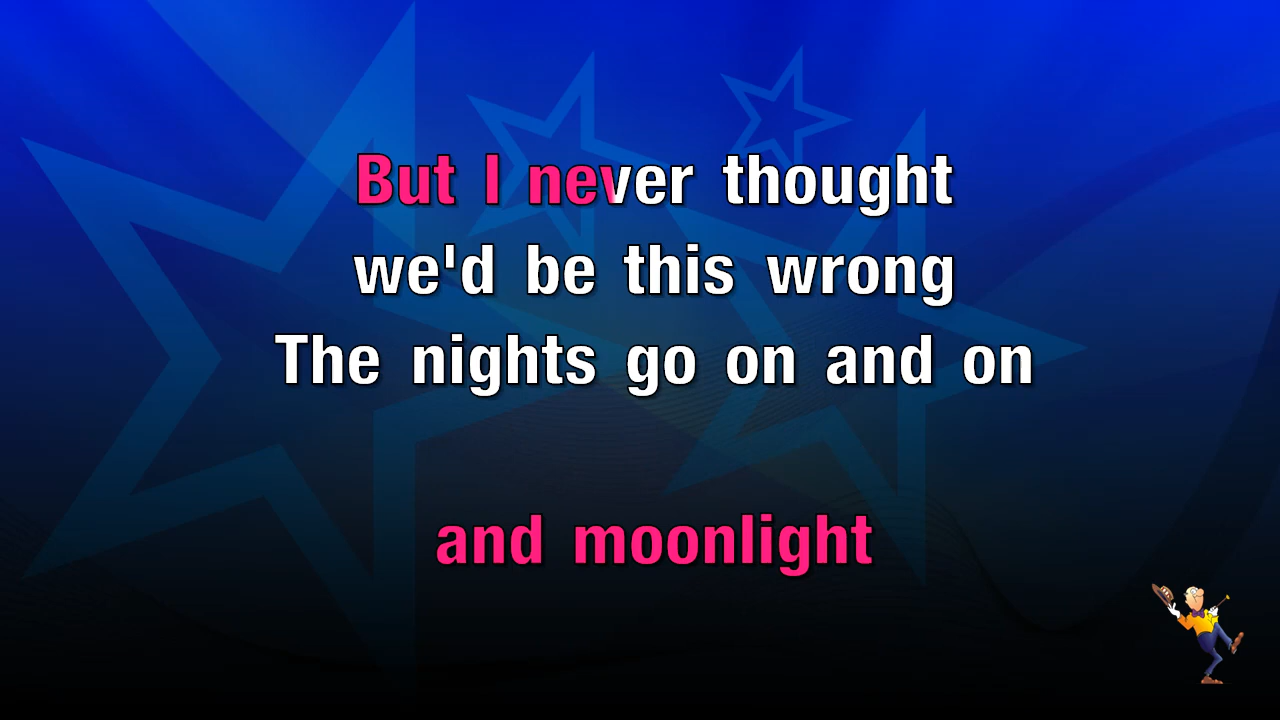 But I never thought
we'd be this wrong
The nights go on and on
and moonlight